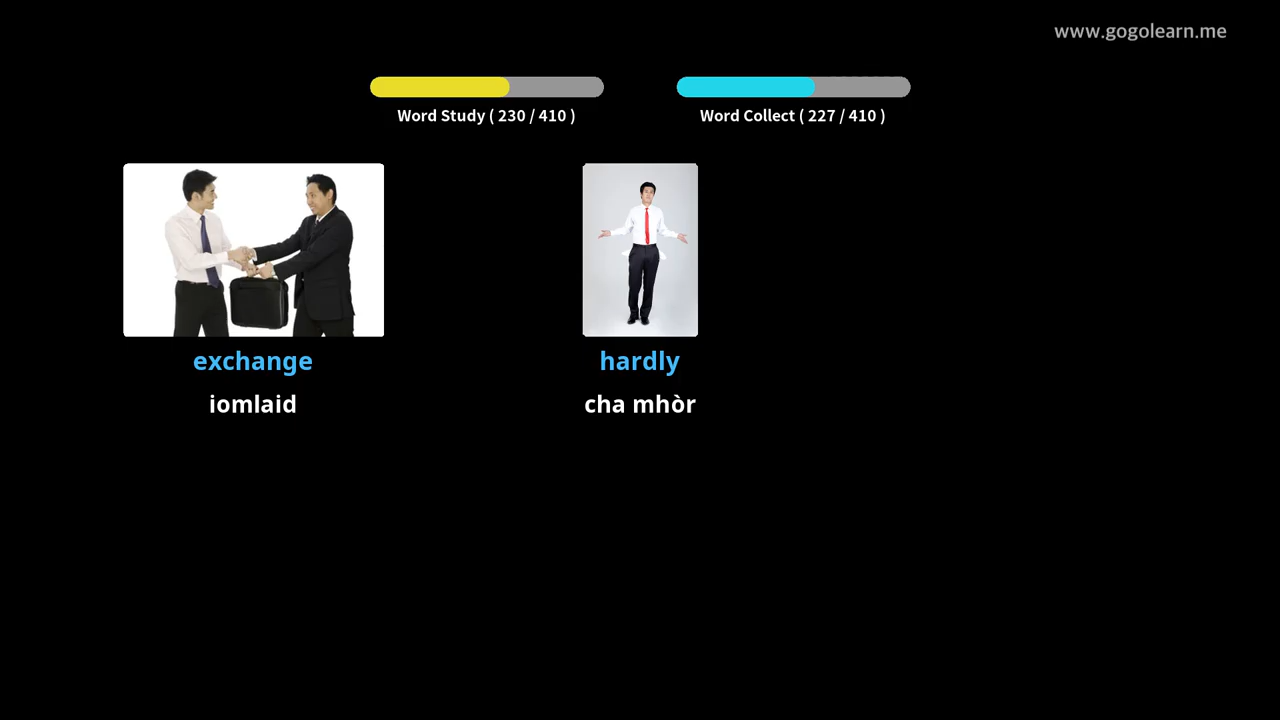 www.gogolearn.me
Word Study ( 230 / 410 )
Word Collect ( 227 / 410 )
exchange
iomlaid
hardly
cha mhòr